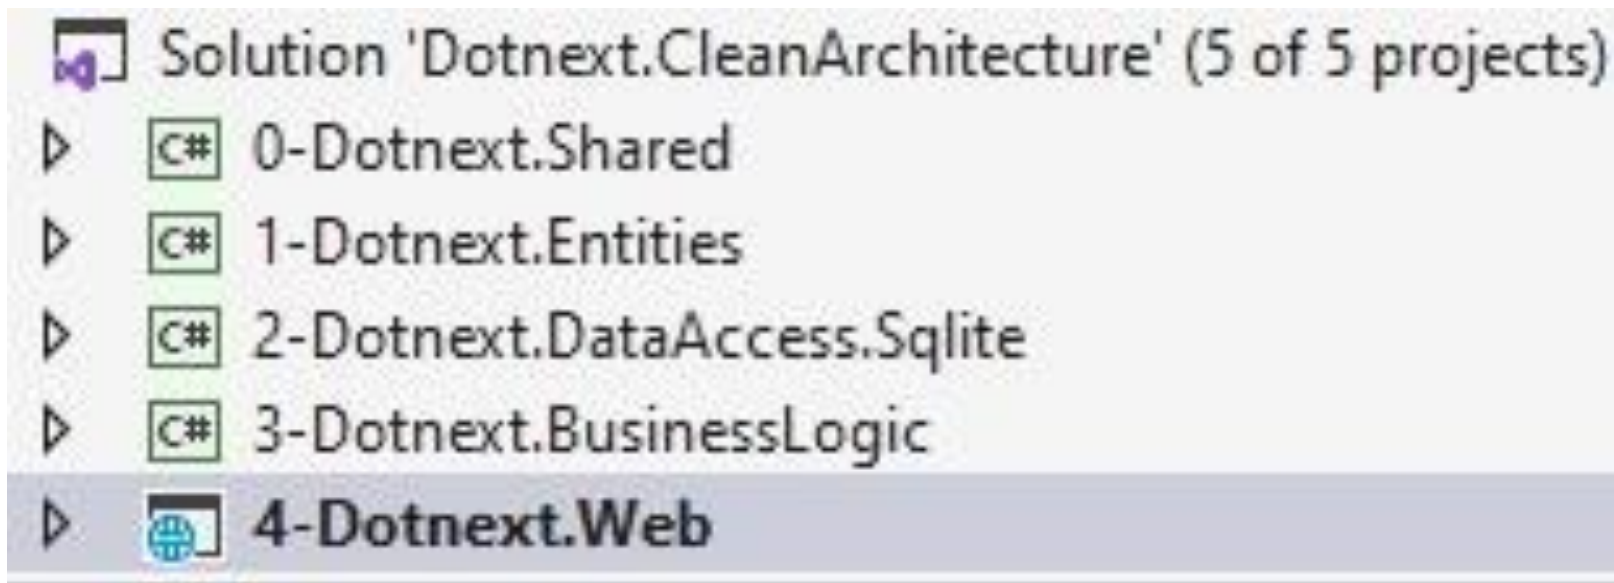 Solution 'Dotnext.CleanArchitecture' (5 of 5 projects)
C# 0-Dotnext.Shared
C# 1-Dotnext.Entities
C# 2-Dotnext.DataAccess.Sqlite
C# 3-Dotnext.BusinessLogic
4-Dotnext.Web